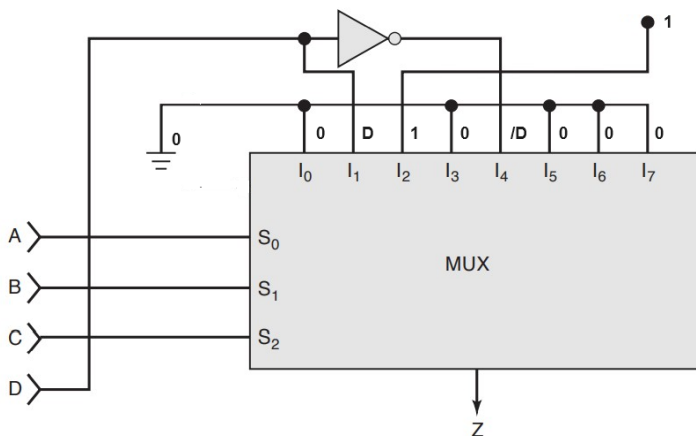 1
0 0 D 1 0 /D 0 0 0
I0 I1 I2 I3 I4 I5 I6 I7
A S0
MUX
B S1
C S2
D
Z